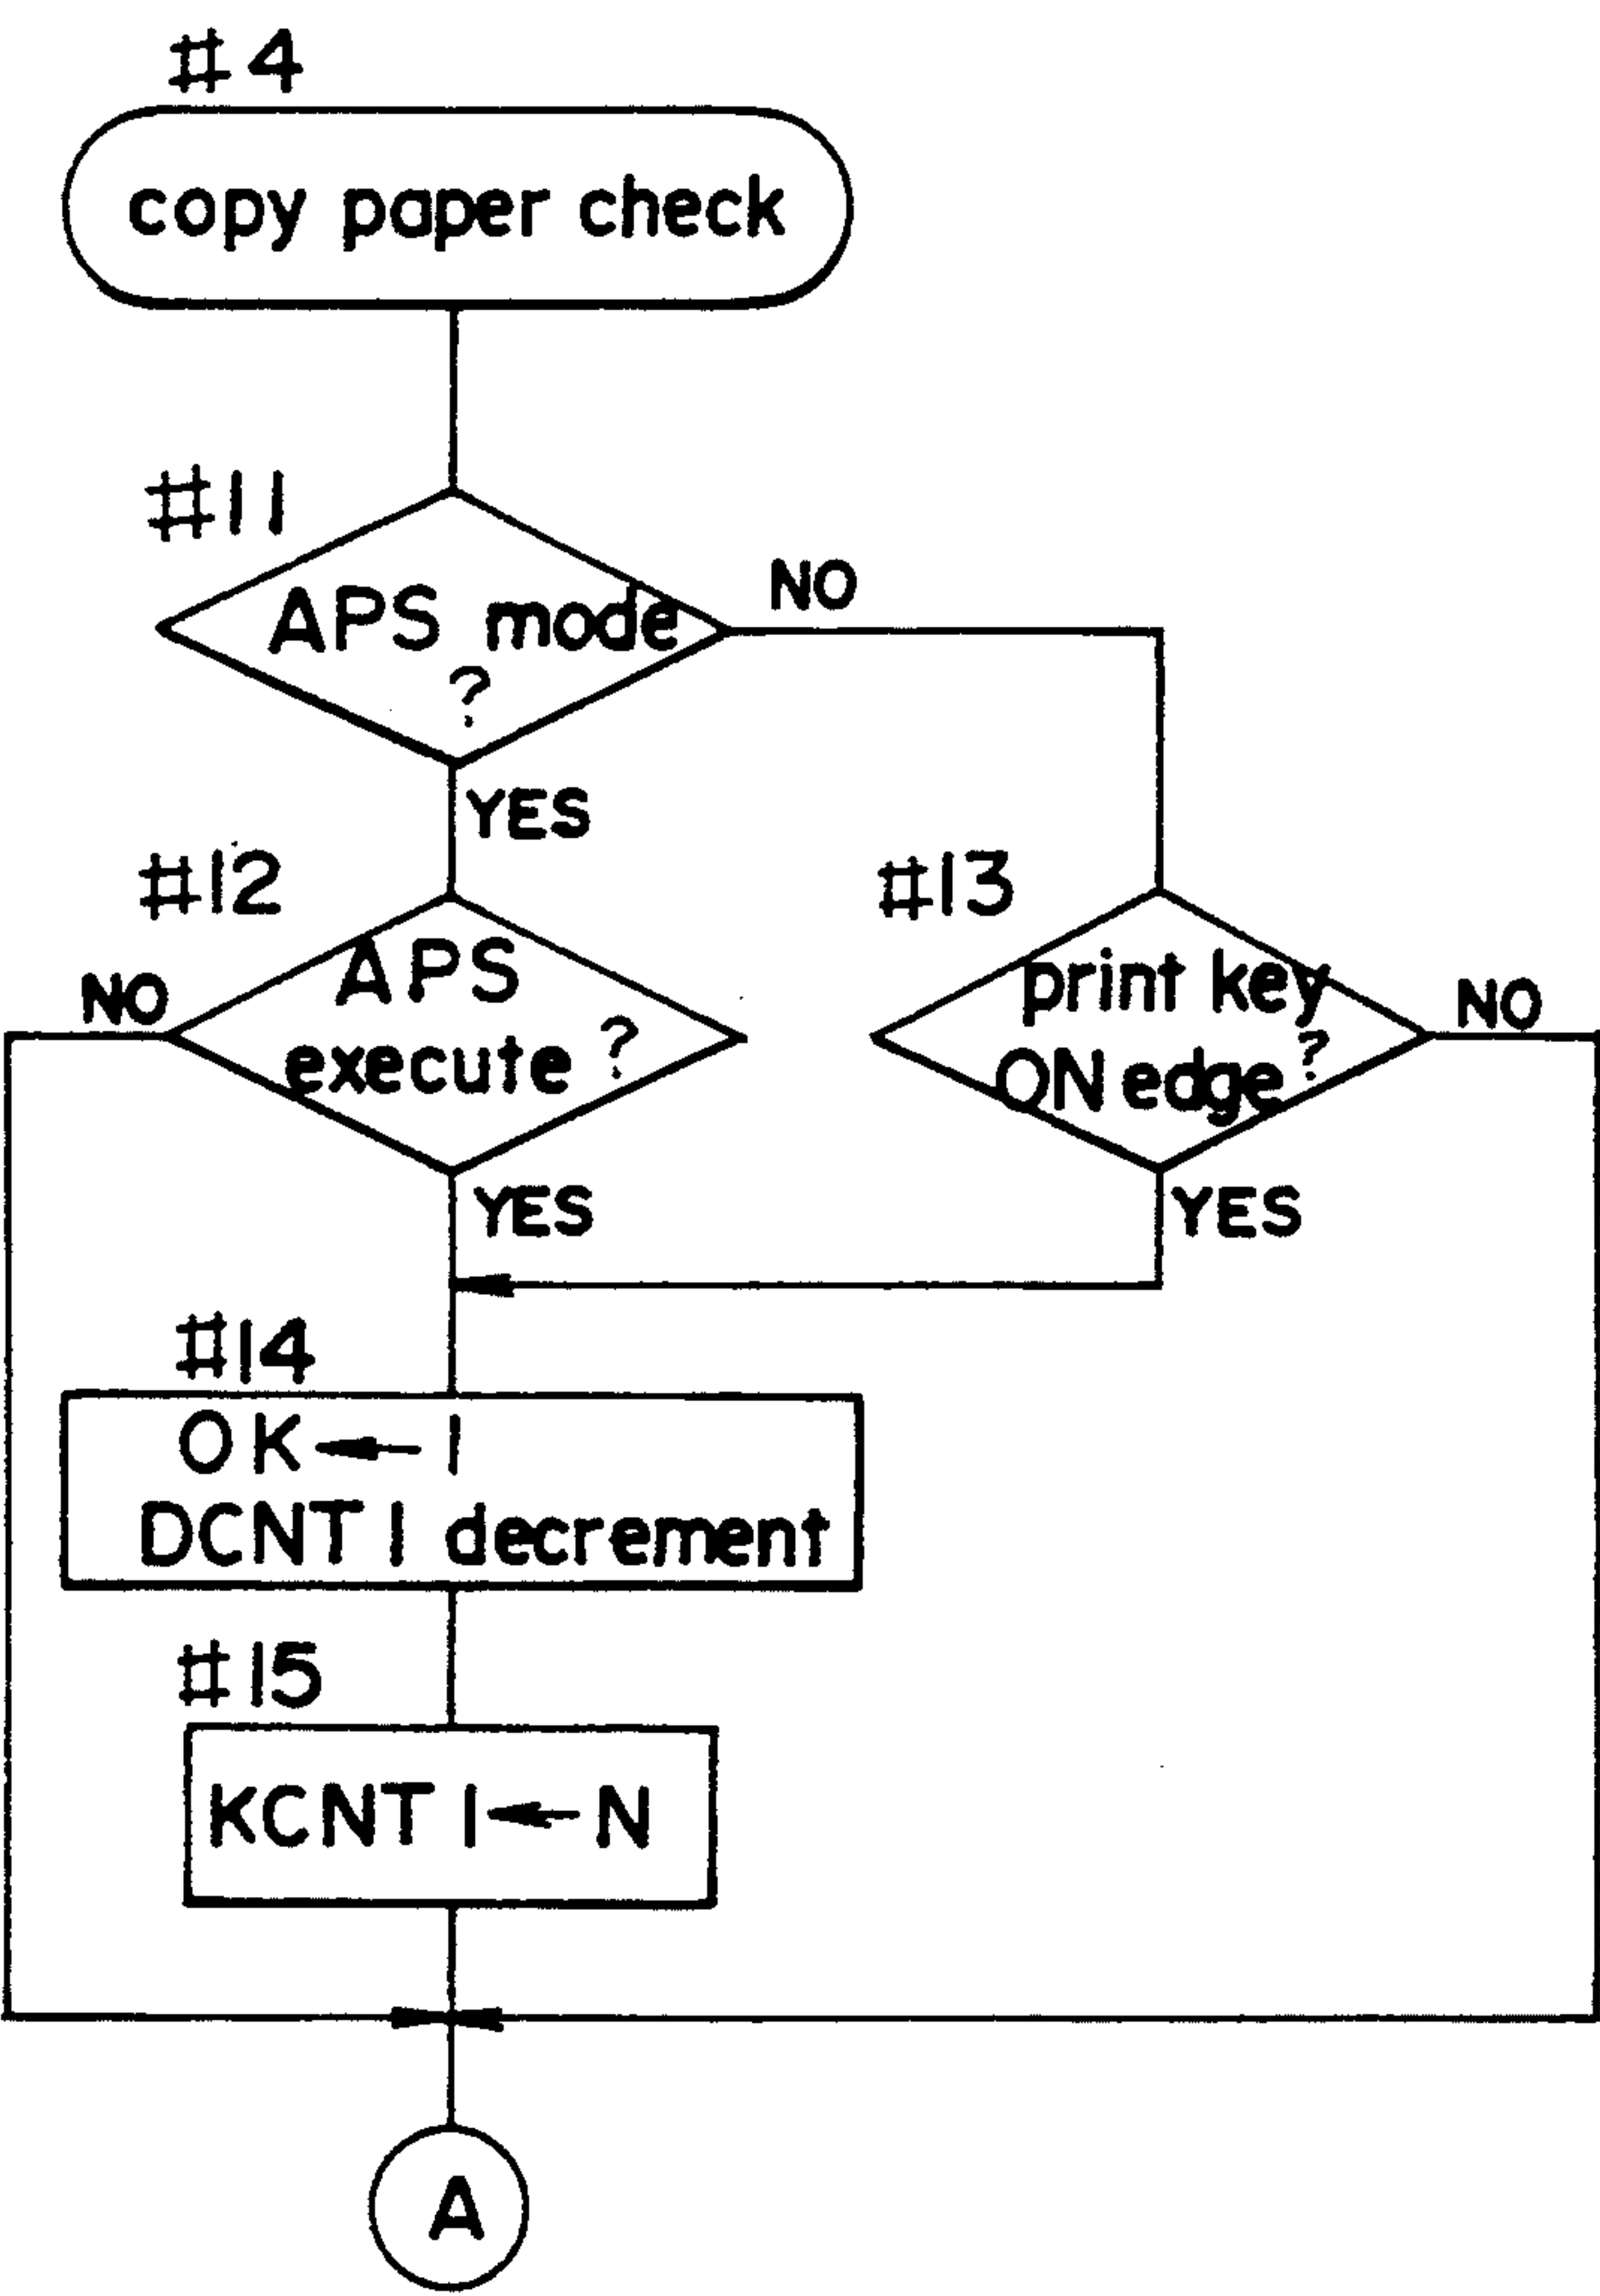 #4
copy paper check
#11
APS mode
?
NO
YES
#12
APS
execute ?
NO
YES
#13
print key
ON edge ?
NO
YES
#14
OK ← 1
DCNT 1 decrement
#15
KCNT 1 ← N
A